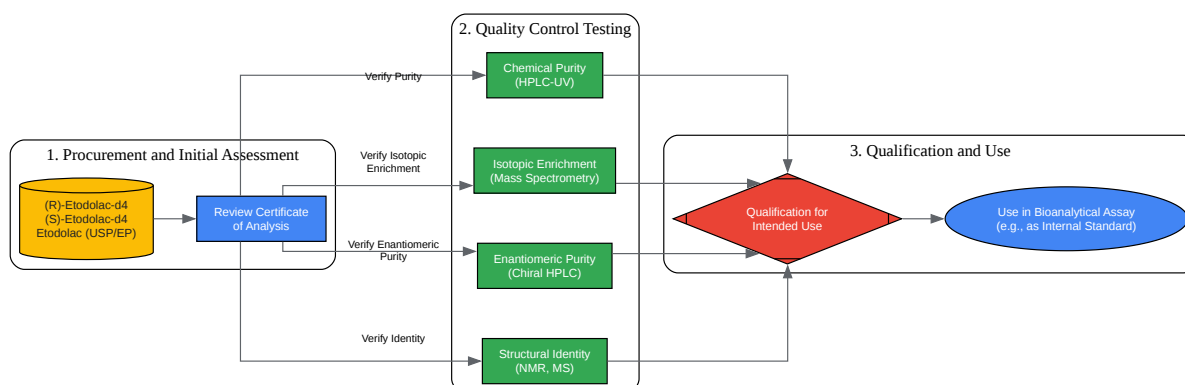 1. Procurement and Initial Assessment
(R)-Etodolac-d4
(S)-Etodolac-d4
Etodolac (USP/EP)
Review Certificate
of Analysis
Verify Purity
Verify Isotopic
Enrichment
Verify Enantiomeric
Purity
Verify Identity
2. Quality Control Testing
Chemical Purity
(HPLC-UV)
Isotopic Enrichment
(Mass Spectrometry)
Enantiomeric Purity
(Chiral HPLC)
Structural Identity
(NMR, MS)
3. Qualification and Use
Qualification for
Intended Use
Use in Bioanalytical Assay
(e.g., as Internal Standard)